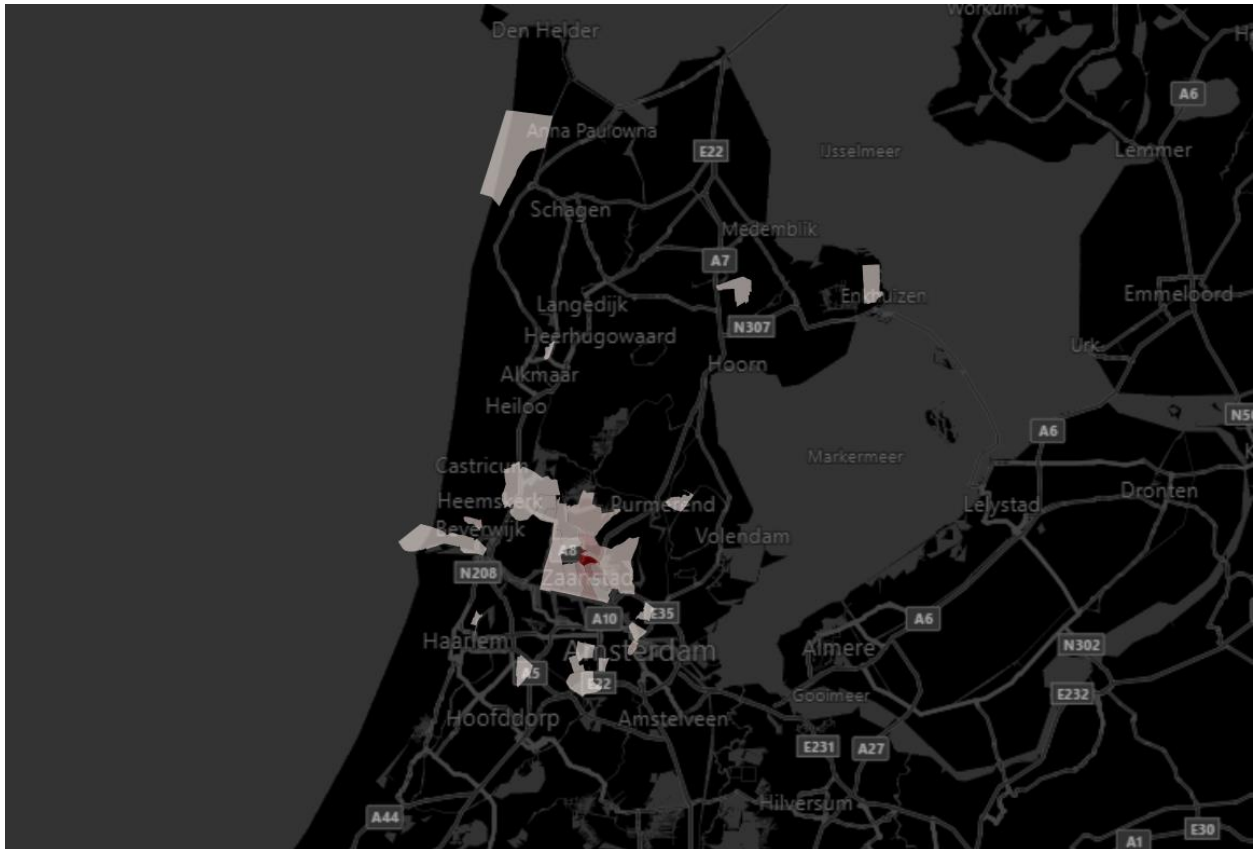 Workum
Den Helder
A6
Anna Paulowna
E22
IJsselmeer
Lemmer
Schagen
Medemblik
A7
Langedijk
Enkhuizen
Emmeloord
Heerhugowaard
N307
Urk
Hoorn
Alkmaar
Heiloo
A6
Castricum
Markermeer
Dronten
Heemskerk
Purmerend
Lelystad
Beverwijk
Volendam
A8
N208
Zaanstad
A10
E35
A6
Haarlem
Amsterdam
Almere
N302
A5
E22
E232
Gooimeer
Hoofddorp
Amstelveen
E231
A27
Hilversum
A44
E30
A1